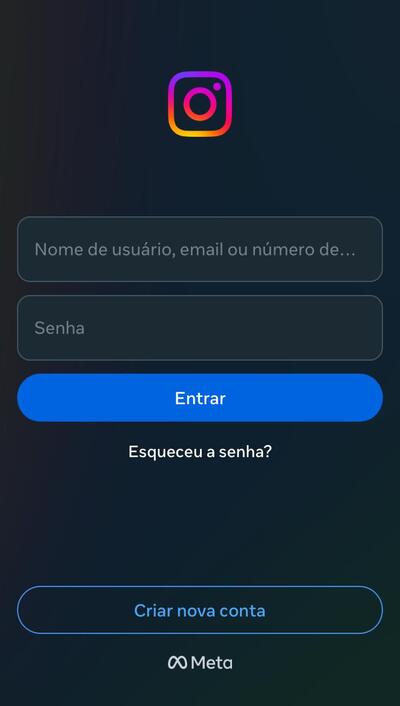 Nome de usuário, email ou número de...
Senha
Entrar
Esqueceu a senha?
Criar nova conta
Meta